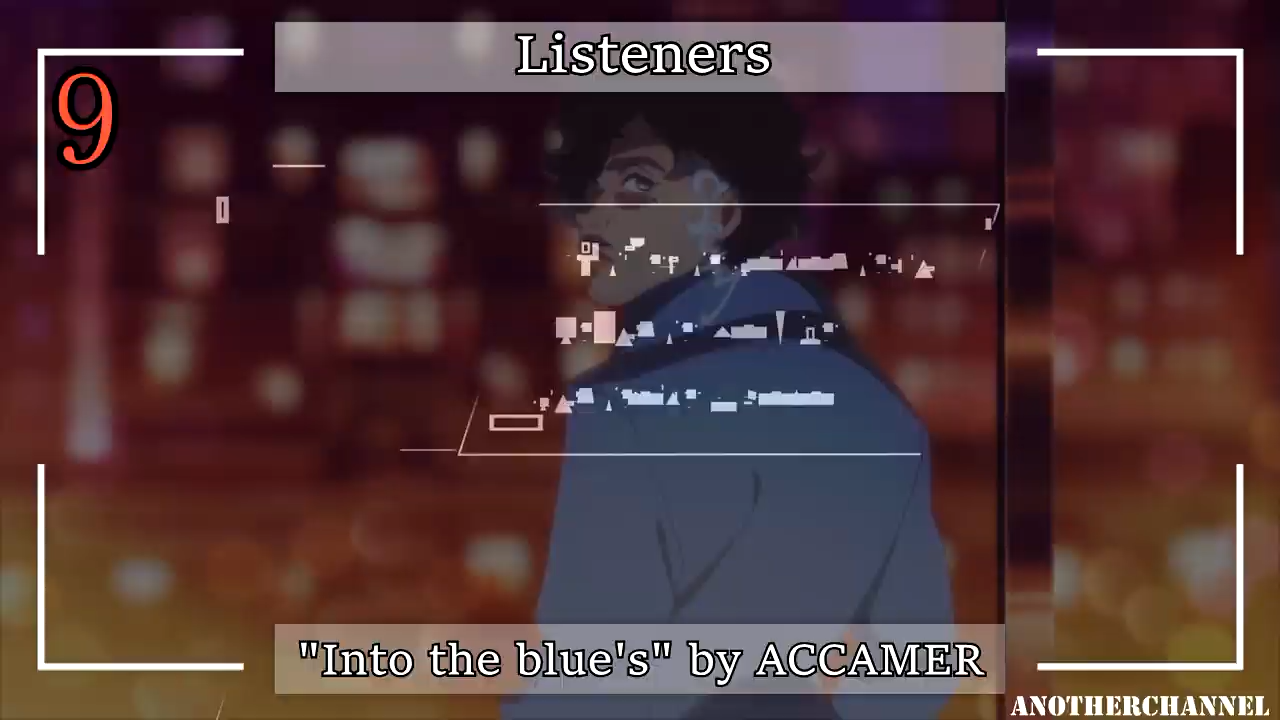 Listeners
9
"Into the blue's" by ACCAMER
ANOTHERCHANNEL